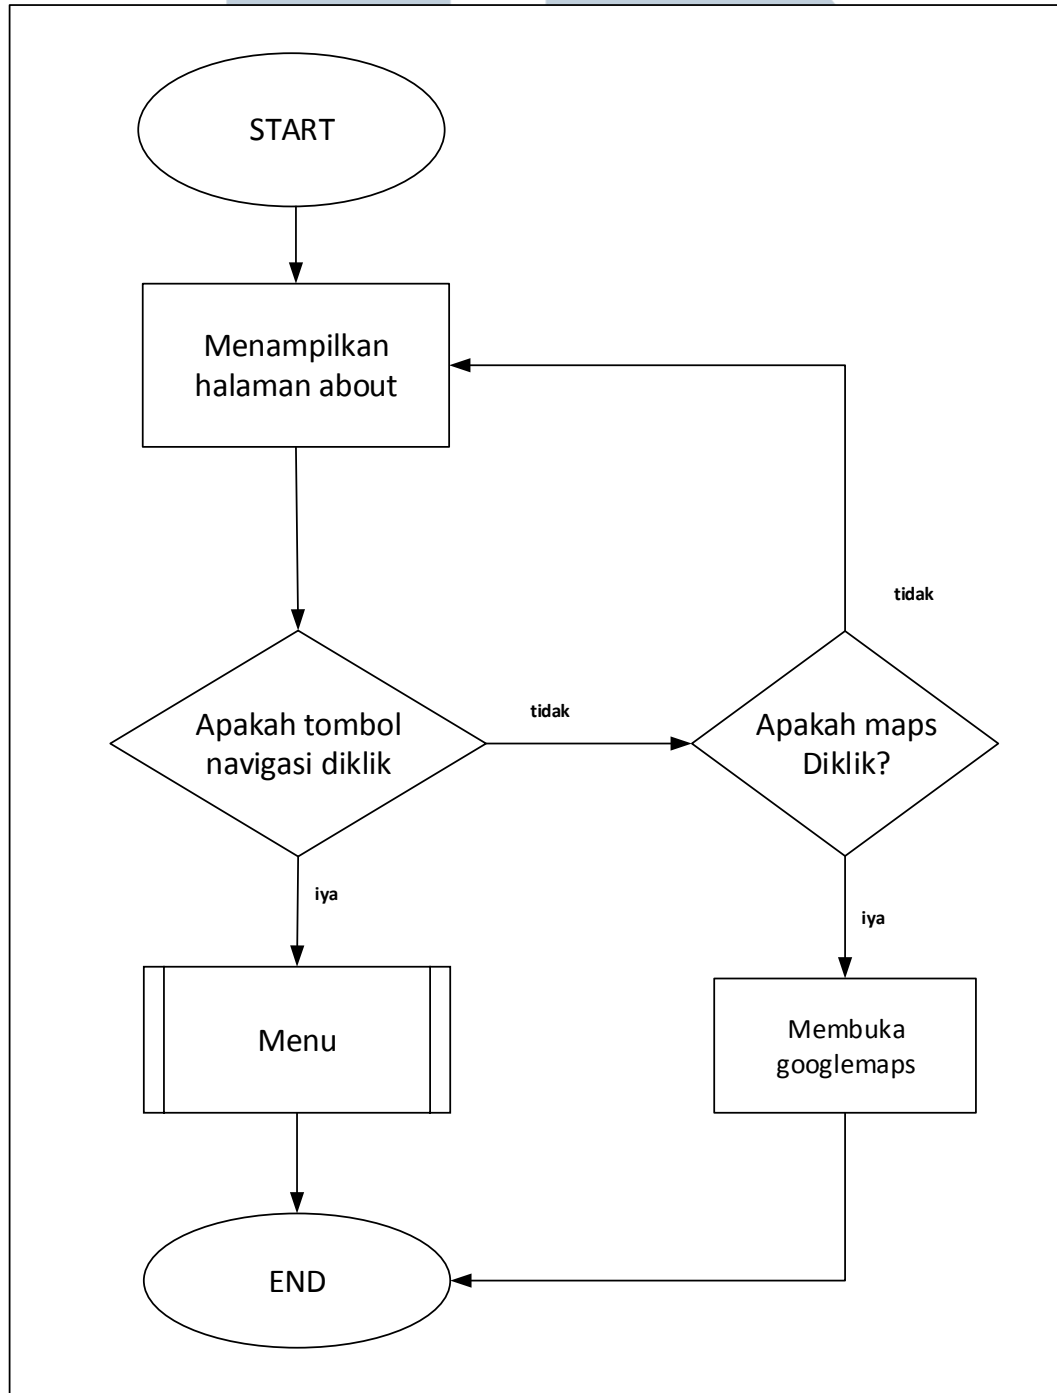 START
Menampilkan
halaman about
tidak
Apakah tombol
navigasi diklik
tidak
Apakah maps
Diklik?
iya
iya
Menu
Membuka
googlemaps
END